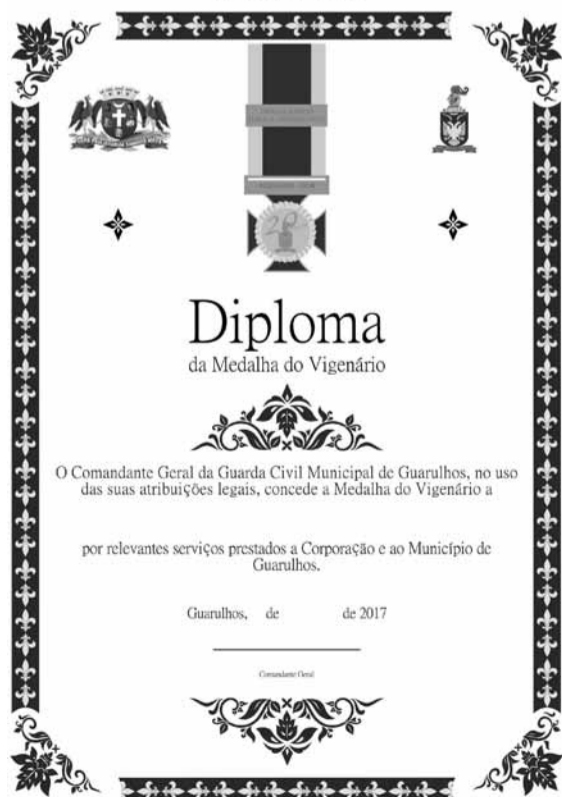 20
Diploma
da Medalha do Vigenário
O Comandante Geral da Guarda Civil Municipal de Guarulhos, no uso
das suas atribuições legais, concede a Medalha do Vigenário a
por relevantes serviços prestados a Corporação e ao Município de
Guarulhos.
Guarulhos, de de 2017
Comandante Geral